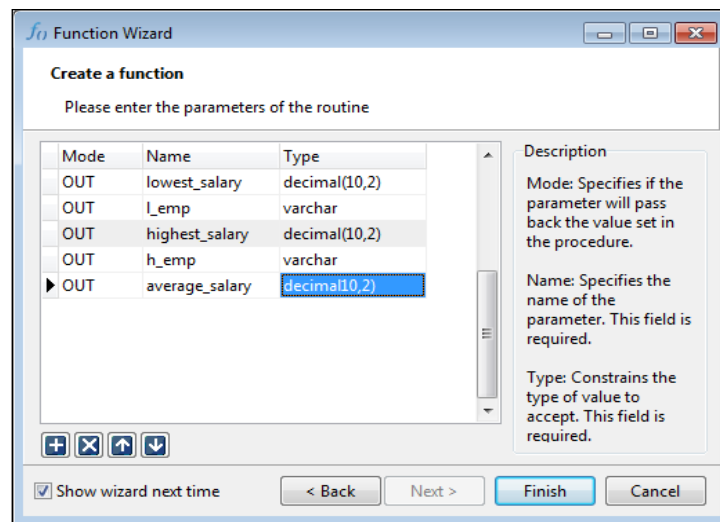 Function Wizard
Create a function
Please enter the parameters of the routine
Mode Name Type
OUT lowest_salary decimal(10,2)
OUT l_emp varchar
OUT highest_salary decimal(10,2)
OUT h_emp varchar
OUT average_salary decimal10,2)
Description
Mode: Specifies if the
parameter will pass
back the value set in
the procedure.
Name: Specifies the
name of the
parameter. This field is
required.
Type: Constrains the
type of value to
accept. This field is
required.
Show wizard next time
< Back
Next >
Finish
Cancel